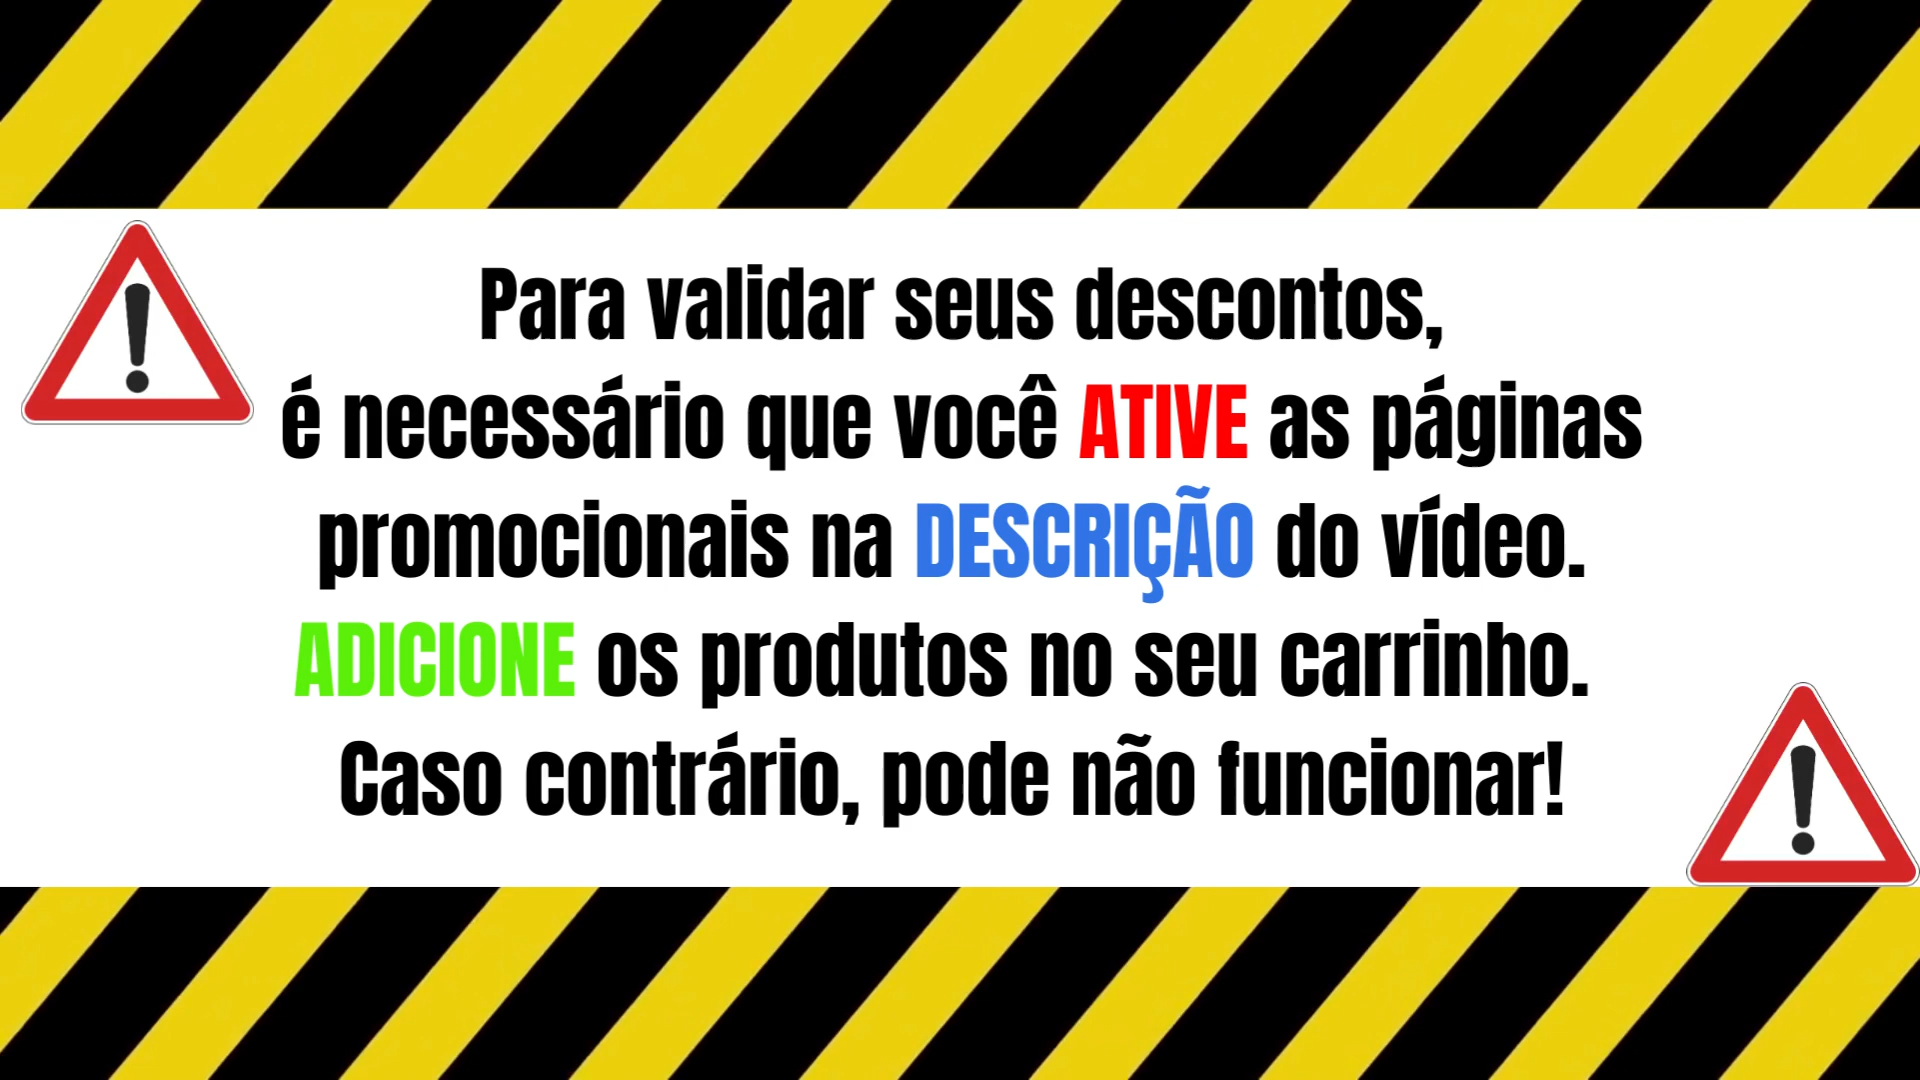 Para validar seus descontos,
é necessário que você ATIVE as páginas
promocionais na DESCRIÇÃO do vídeo.
ADICIONE os produtos no seu carrinho.
Caso contrário, pode não funcionar!